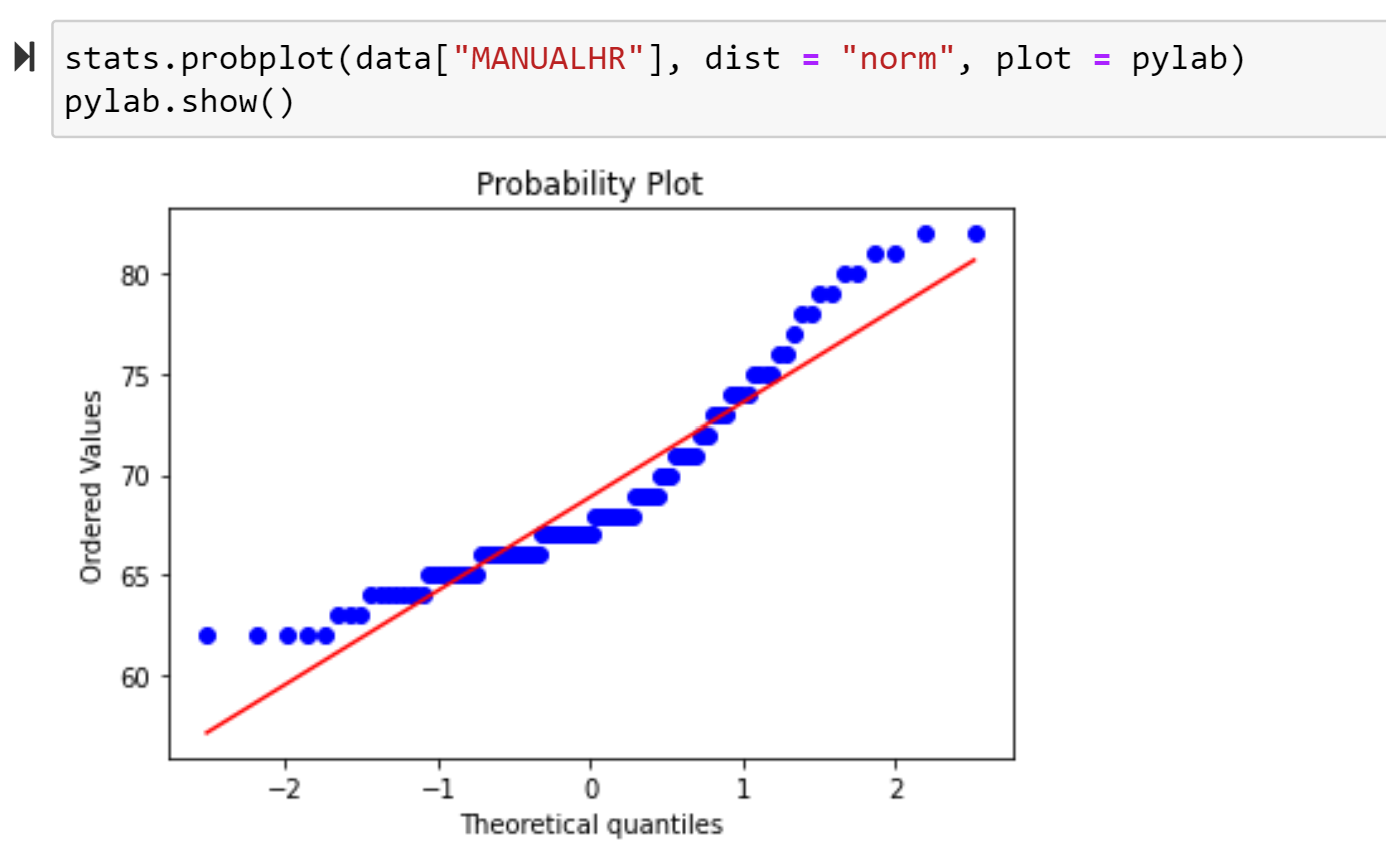 stats.probplot(data["MANUALHR"], dist = "norm", plot = pylab)
pylab.show()
Probability Plot
80
75
70
65
60
Ordered Values
−2
−1
0
1
2
Theoretical quantiles